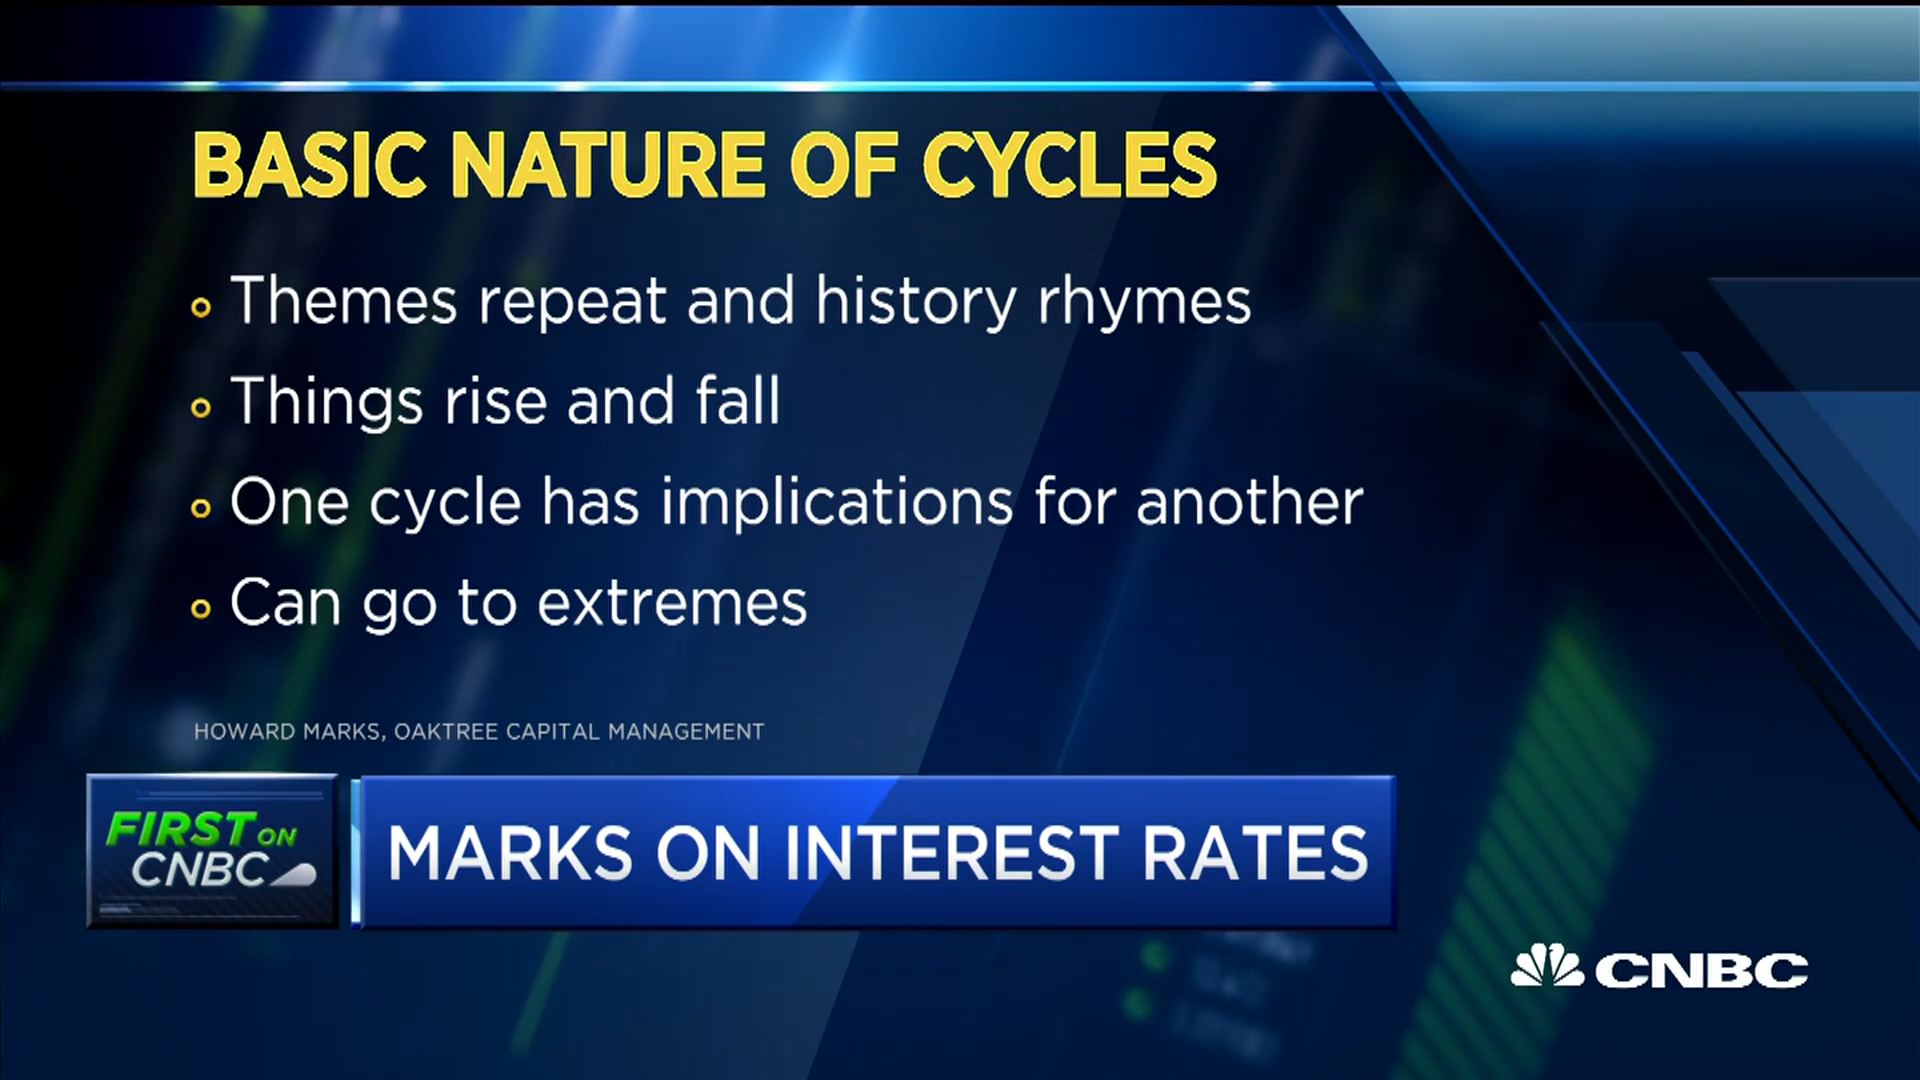 BASIC NATURE OF CYCLES
Themes repeat and history rhymes
Things rise and fall
One cycle has implications for another
Can go to extremes
HOWARD MARKS, OAKTREE CAPITAL MANAGEMENT
FIRST ON
CNBC
MARKS ON INTEREST RATES
CNBC